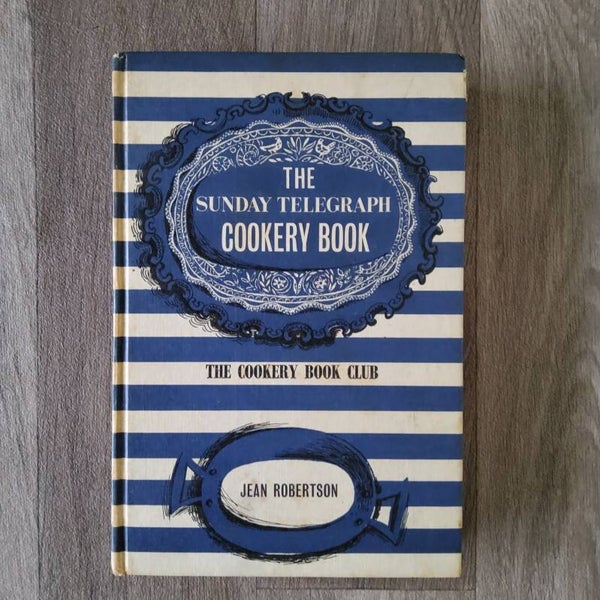 THE
SUNDAY TELEGRAPH
COOKERY BOOK
THE COOKERY BOOK CLUB
JEAN ROBERTSON